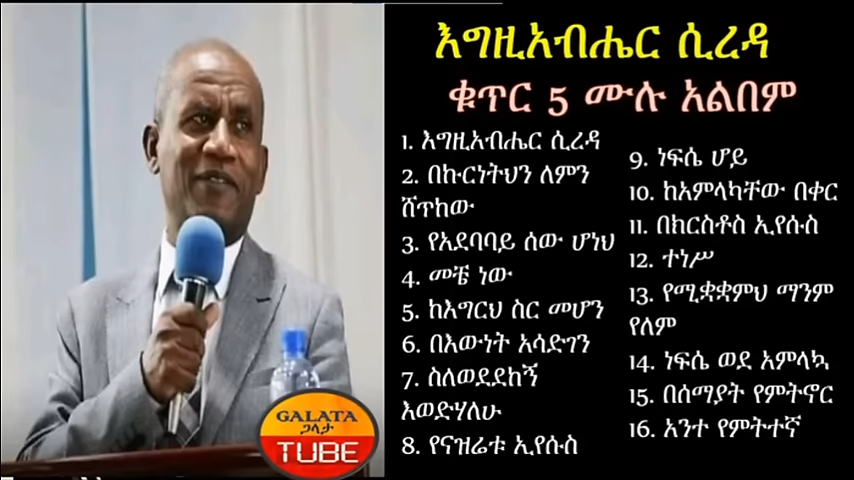 እግዚአብሔር ሲረዳ
ቁጥር 5 ሙሉ አልበም
1. እግዚአብሔር ሲረዳ
2. በኩርነትህን ለምን
ሸጥከው
3. የአደባባይ ሰው ሆነህ
4. መቼ ነው
5. ከእግርህ ስር መሆን
6. በእውነት አሳድገን
7. ስለወደደከኝ
እወድሃለሁ
8. የናዝሬቱ ኢየሱስ
9. ነፍሴ ሆይ
10. ከአምላካቸው በቀር
11. በክርስቶስ ኢየሱስ
12. ተነሥ
13. የሚቋቋምህ ማንም
የለም
14. ነፍሴ ወደ አምላኳ
15. በሰማያት የምትኖር
16. አንተ የምትተኛ
GALATA
ጋላታ
TUBE